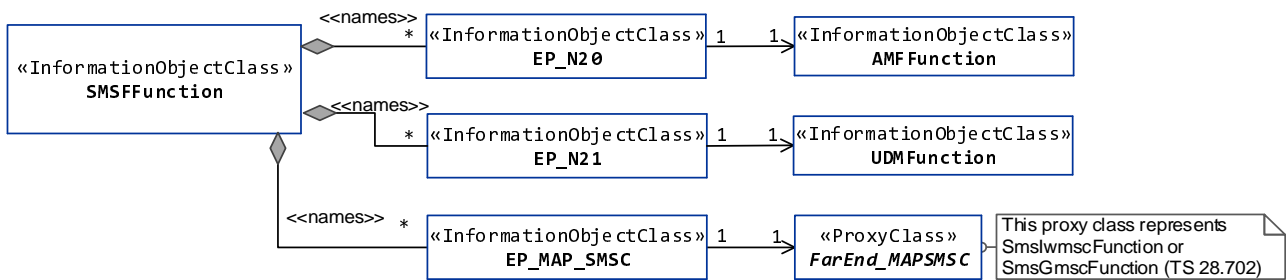 <<names>>
*
«InformationObjectClass»
EP_N20
1
1
«InformationObjectClass»
AMFFunction
«InformationObjectClass»
SMSFFunction
<<names>>
*
«InformationObjectClass»
EP_N21
1
1
«InformationObjectClass»
UDMFunction
<<names>>
*
«InformationObjectClass»
EP_MAP_SMSC
1
1
«ProxyClass»
FarEnd_MAPSMSC
This proxy class represents
SmsIwmscFunction or
SmsGmscFunction (TS 28.702)